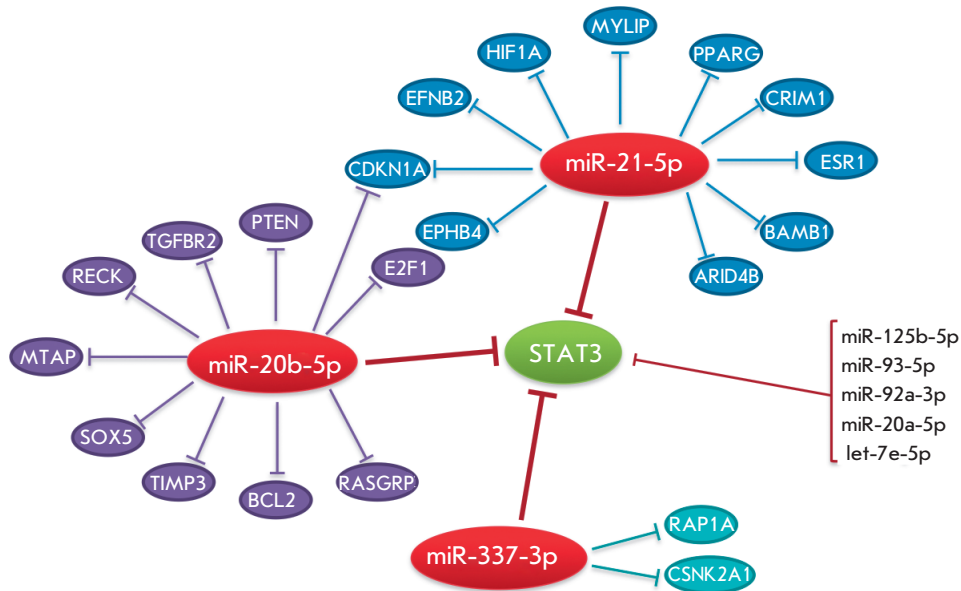 MYLIP
HIF1A
PPARG
EFNB2
CRIM1
miR-21-5p
ESR1
CDKN1A
EPHB4
BAMB1
ARID4B
PTEN
TGFBR2
E2F1
RECK
MTAP
miR-20b-5p
STAT3
SOX5
TIMP3
BCL2
RASGRP
miR-125b-5p
miR-93-5p
miR-92a-3p
miR-20a-5p
let-7e-5p
miR-337-3p
RAP1A
CSNK2A1